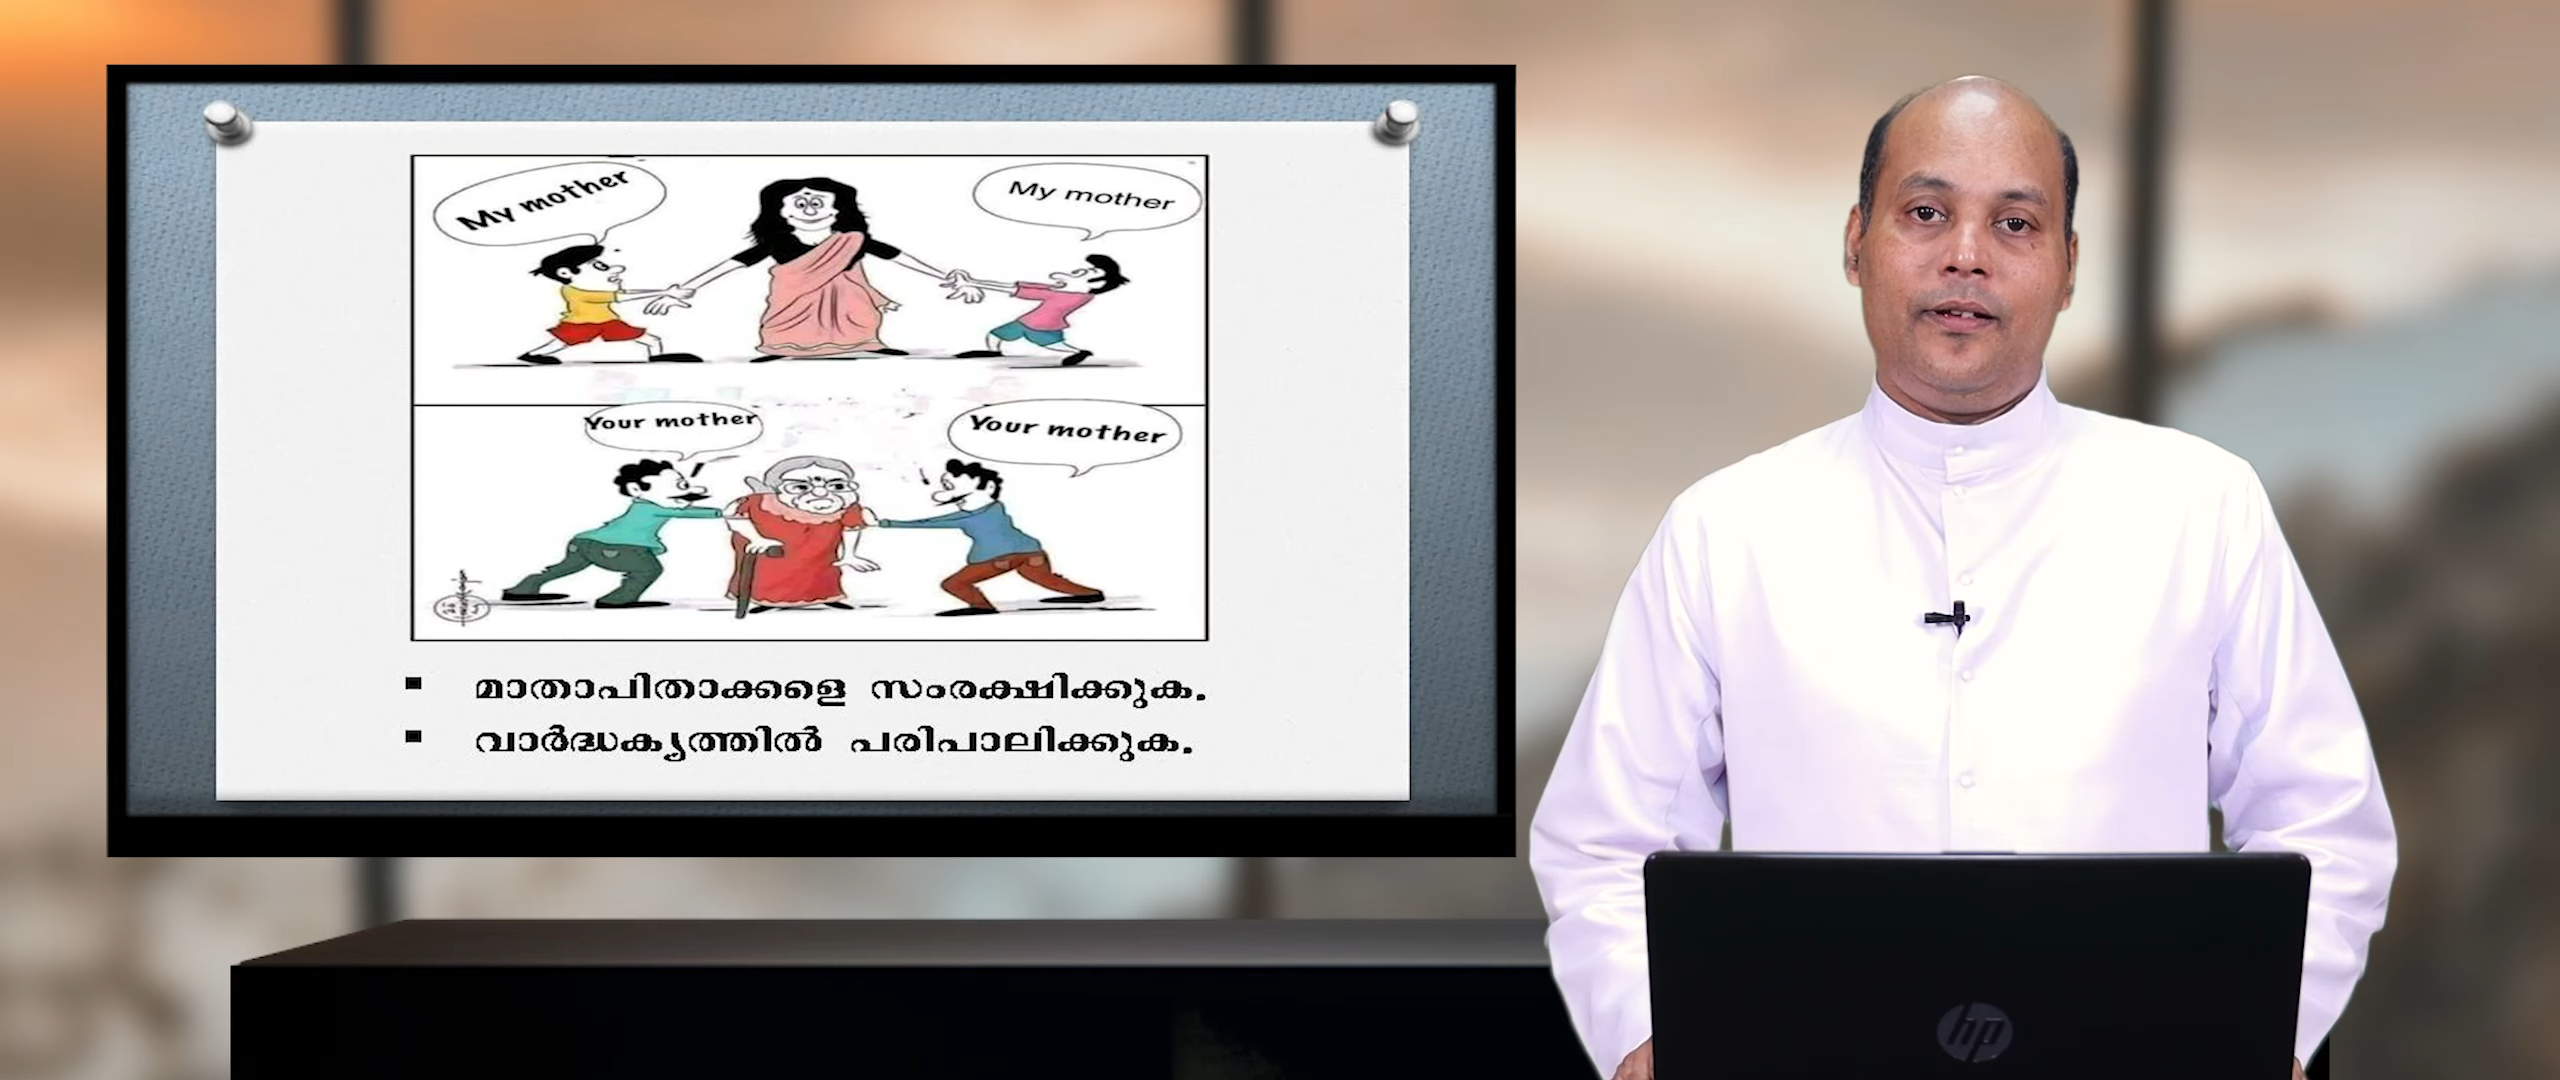 My mother
My mother
Your mother
Your mother
മാതാപിതാക്കളെ സംരക്ഷിക്കുക.
വാർദ്ധക്യത്തിൽ പരിപാലിക്കുക.
hp